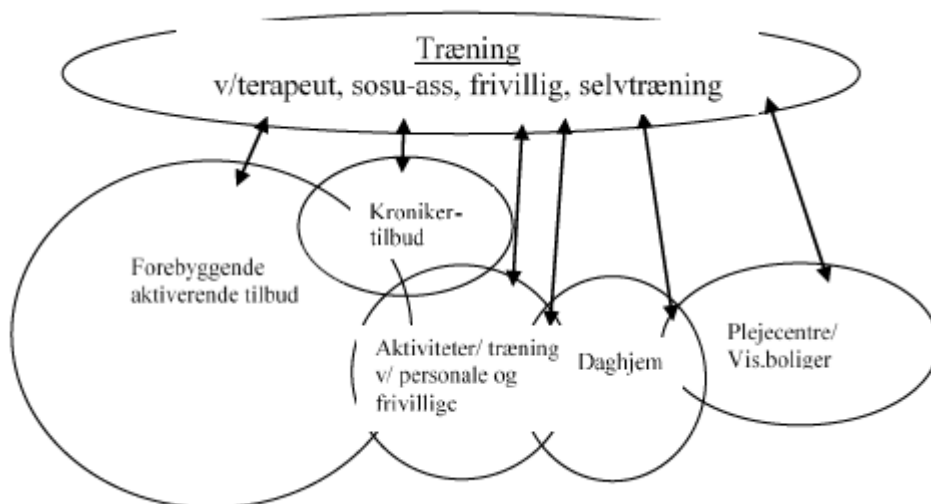 Træning
v/terapeut, sosu-ass, frivillig, selvtræning
Kroniker-
tilbud
Forebyggende
aktiverende tilbud
Aktiviteter/ træning
v/ personale og
frivillige
Daghjem
Plejecentre/
Vis.boliger